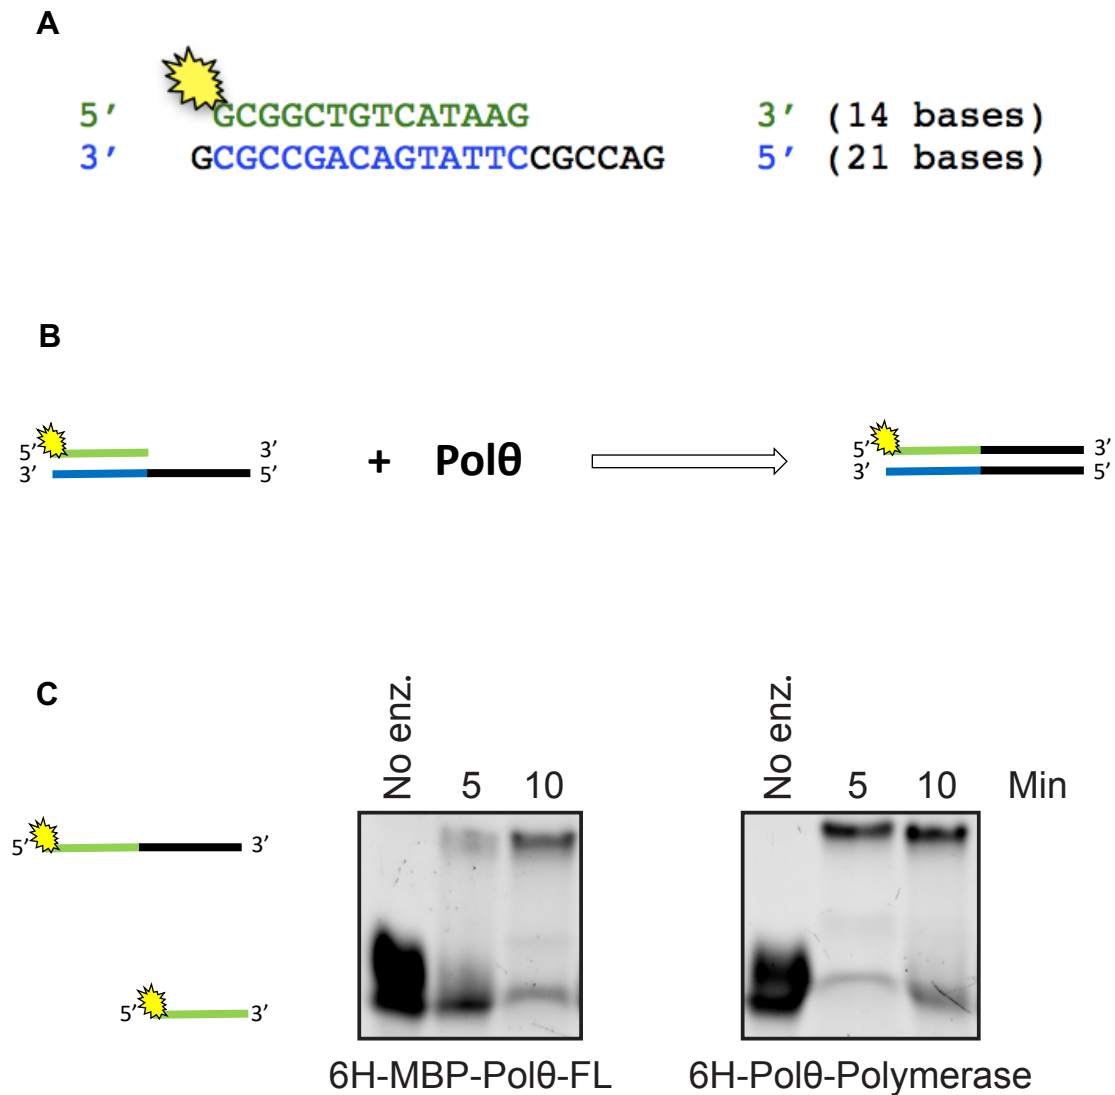 A
5′ GCGGCTGTCATAAG 3′ (14 bases)
3′ GCGCCGACAGTATTCCGCCAG 5′ (21 bases)
B
5′ 3′
3′ 5′
+ Polθ
5′ 3′
3′ 5′
C
No enz. 5 10
No enz. 5 10 Min
5′ 3′
5′ 3′
6H-MBP-Polθ-FL
6H-Polθ-Polymerase